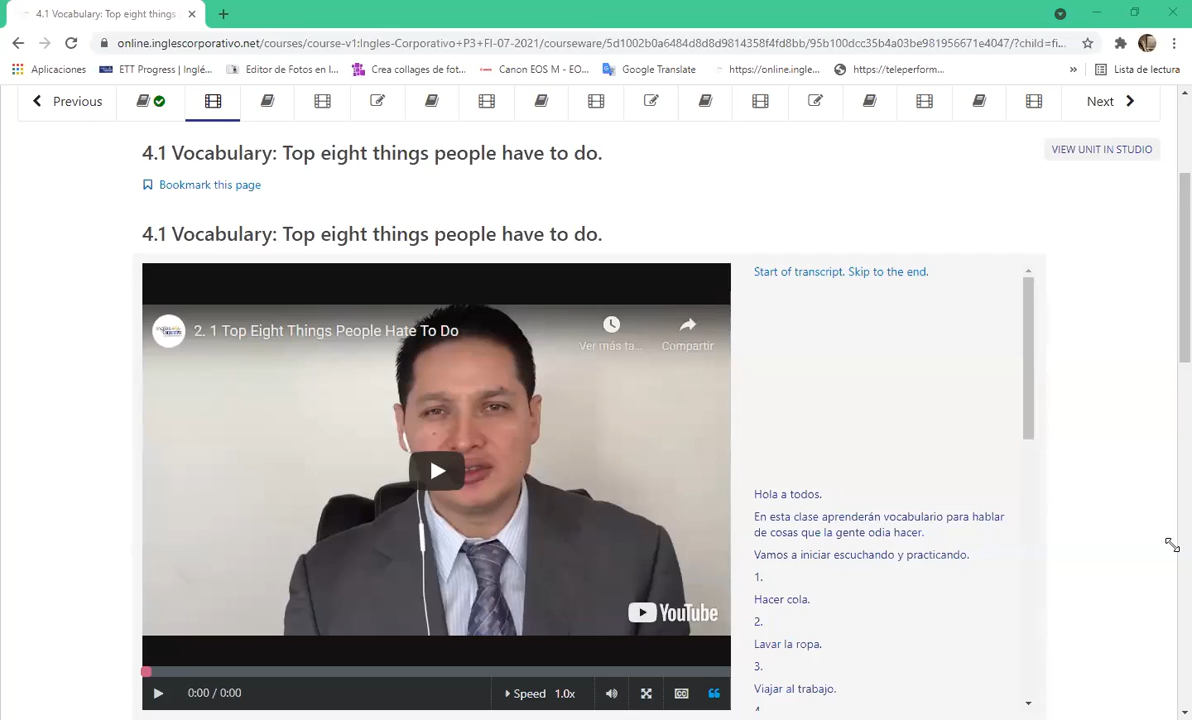 4.1 Vocabulary: Top eight things
online.inglescorporativo.net/courses/course-v1:Ingles-Corporativo+P3+FI-07-2021/courseware/5d1002b0a6484d8d8d9814358f4fd8bb/95b100dcc35b4a03be981956671e4047/?child=fi...
Aplicaciones ETT Progress | Inglé... Editor de Fotos en l... Crea collages de fot... Canon EOS M - EO... Google Translate https://online.ingle... https://teleperform... » Lista de lectura
Previous Next
4.1 Vocabulary: Top eight things people have to do.
VIEW UNIT IN STUDIO
Bookmark this page
4.1 Vocabulary: Top eight things people have to do.
2. 1 Top Eight Things People Hate To Do
Ver más ta... Compartir
YouTube
0:00 / 0:00 Speed 1.0x
Start of transcript. Skip to the end.
Hola a todos.
En esta clase aprenderán vocabulario para hablar
de cosas que la gente odia hacer.
Vamos a iniciar escuchando y practicando.
1.
Hacer cola.
2.
Lavar la ropa.
3.
Viajar al trabajo.
4.